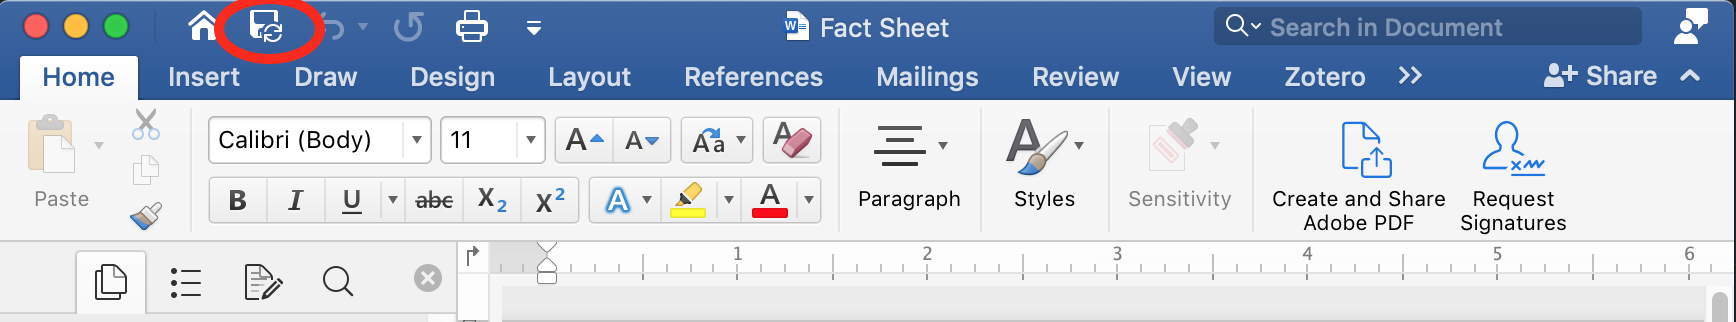 Fact Sheet
Search in Document
Home Insert Draw Design Layout References Mailings Review View Zotero >> Share
Calibri (Body) 11 A A Aa A
Paste
B I U abc X2 X2 A A
Paragraph
Styles
Sensitivity
Create and Share
Adobe PDF
Request
Signatures
1 2 3 4 5 6